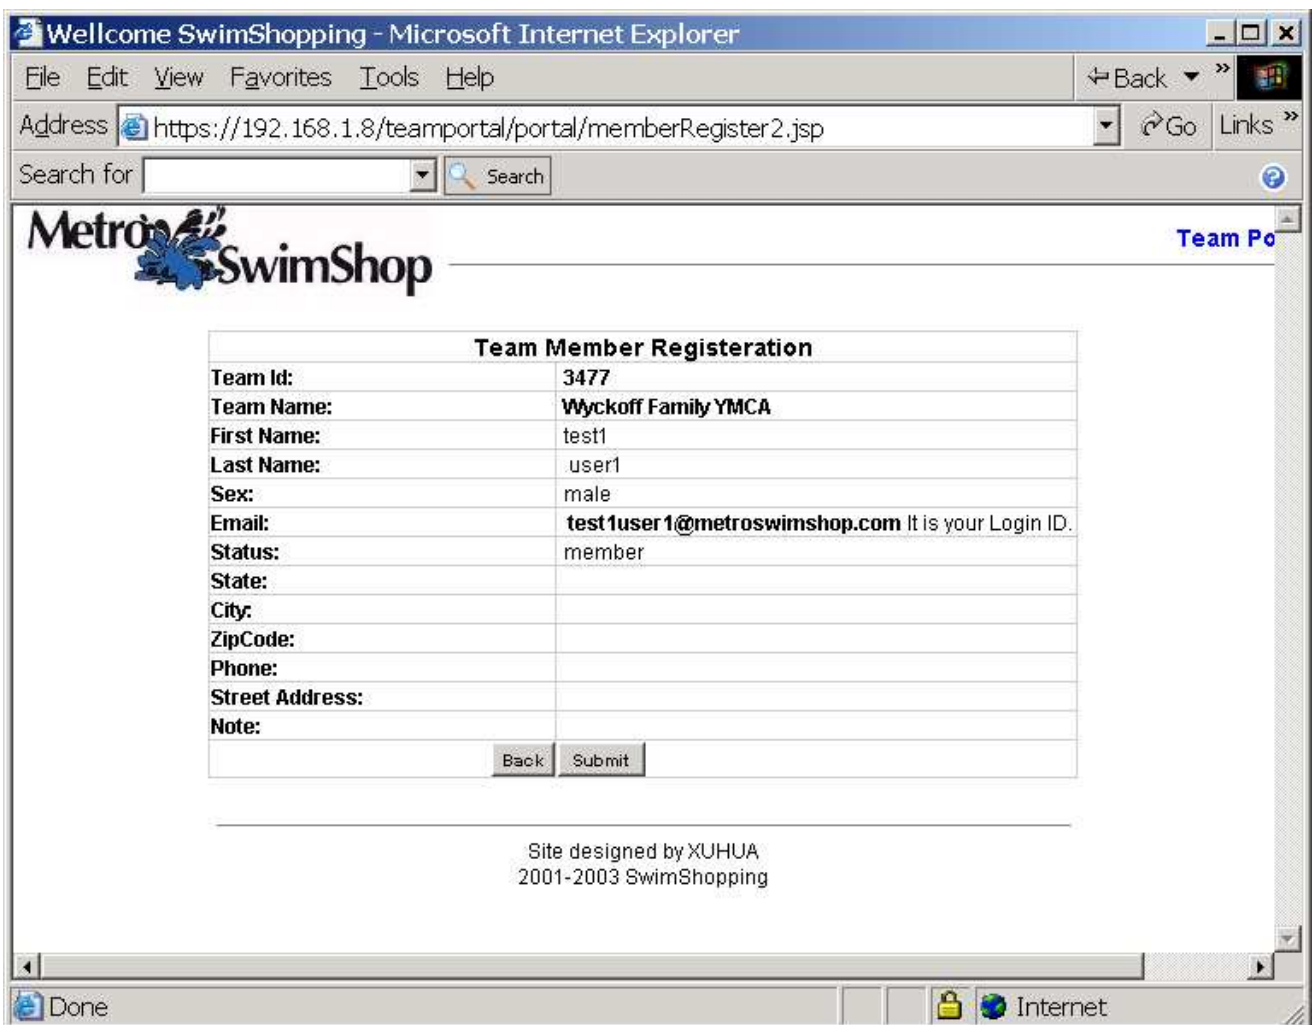 Wellcome SwimShopping - Microsoft Internet Explorer
File Edit View Favorites Tools Help Back »
Address https://192.168.1.8/teamportal/portal/memberRegister2.jsp Go Links »
Search for Search
Metro SwimShop
Team Po
Team Member Registeration
Team Id: 3477
Team Name: Wyckoff Family YMCA
First Name: test1
Last Name: user1
Sex: male
Email: test1user1@metroswimshop.com It is your Login ID.
Status: member
State:
City:
ZipCode:
Phone:
Street Address:
Note:
Back Submit
Site designed by XUHUA
2001-2003 SwimShopping
Done Internet